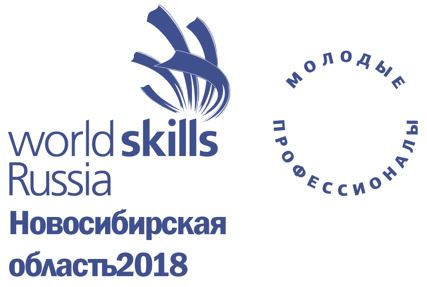 world skills
Russia
Новосибирская
область2018
МОЛОДЫЕ
ПРОФЕССИОНАЛЫ